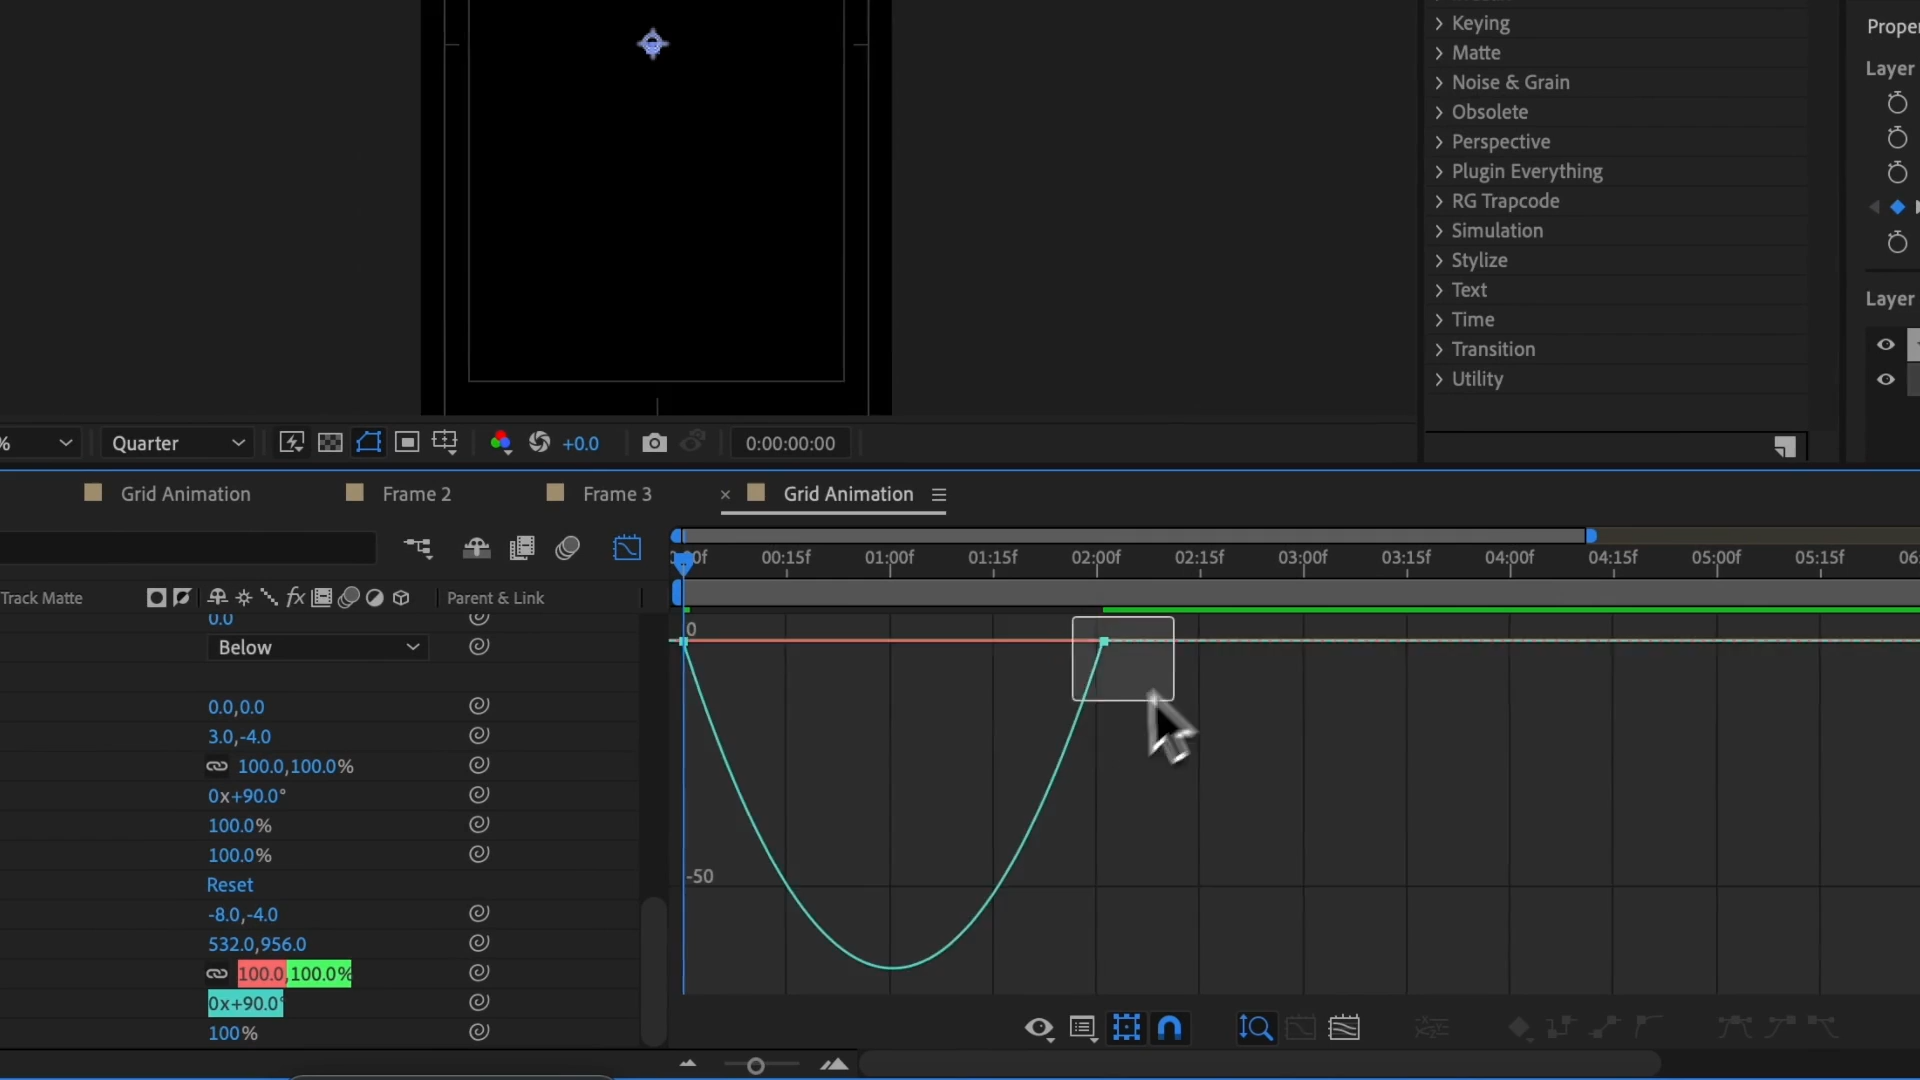 Keying
Matte
Noise & Grain
Obsolete
Perspective
Plugin Everything
RG Trapcode
Simulation
Stylize
Text
Time
Transition
Utility
Proper
Layer
Layer
%
Quarter
+0.0
0:00:00:00
Grid Animation
Frame 2
Frame 3
× Grid Animation
00f 00:15f 01:00f 01:15f 02:00f 02:15f 03:00f 03:15f 04:00f 04:15f 05:00f 05:15f 06:
Track Matte
fx
Parent & Link
0.0
Below
0.0,0.0
3.0,-4.0
100.0,100.0%
0x+90.0°
100.0%
100.0%
Reset
-8.0,-4.0
532.0,956.0
100.0,100.0%
0x+90.0°
100%
0
-50